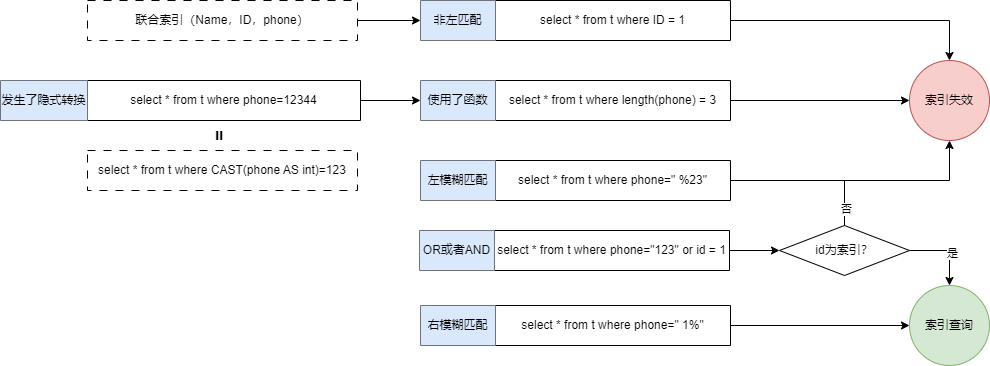 联合索引（Name，ID，phone）
非左匹配
select * from t where ID = 1
发生了隐式转换
select * from t where phone=12344
使用了函数
select * from t where length(phone) = 3
索引失效
=
select * from t where CAST(phone AS int)=123
左模糊匹配
select * from t where phone=" %23"
否
OR或者AND
select * from t where phone="123" or id = 1
id为索引?
是
右模糊匹配
select * from t where phone=" 1%"
索引查询